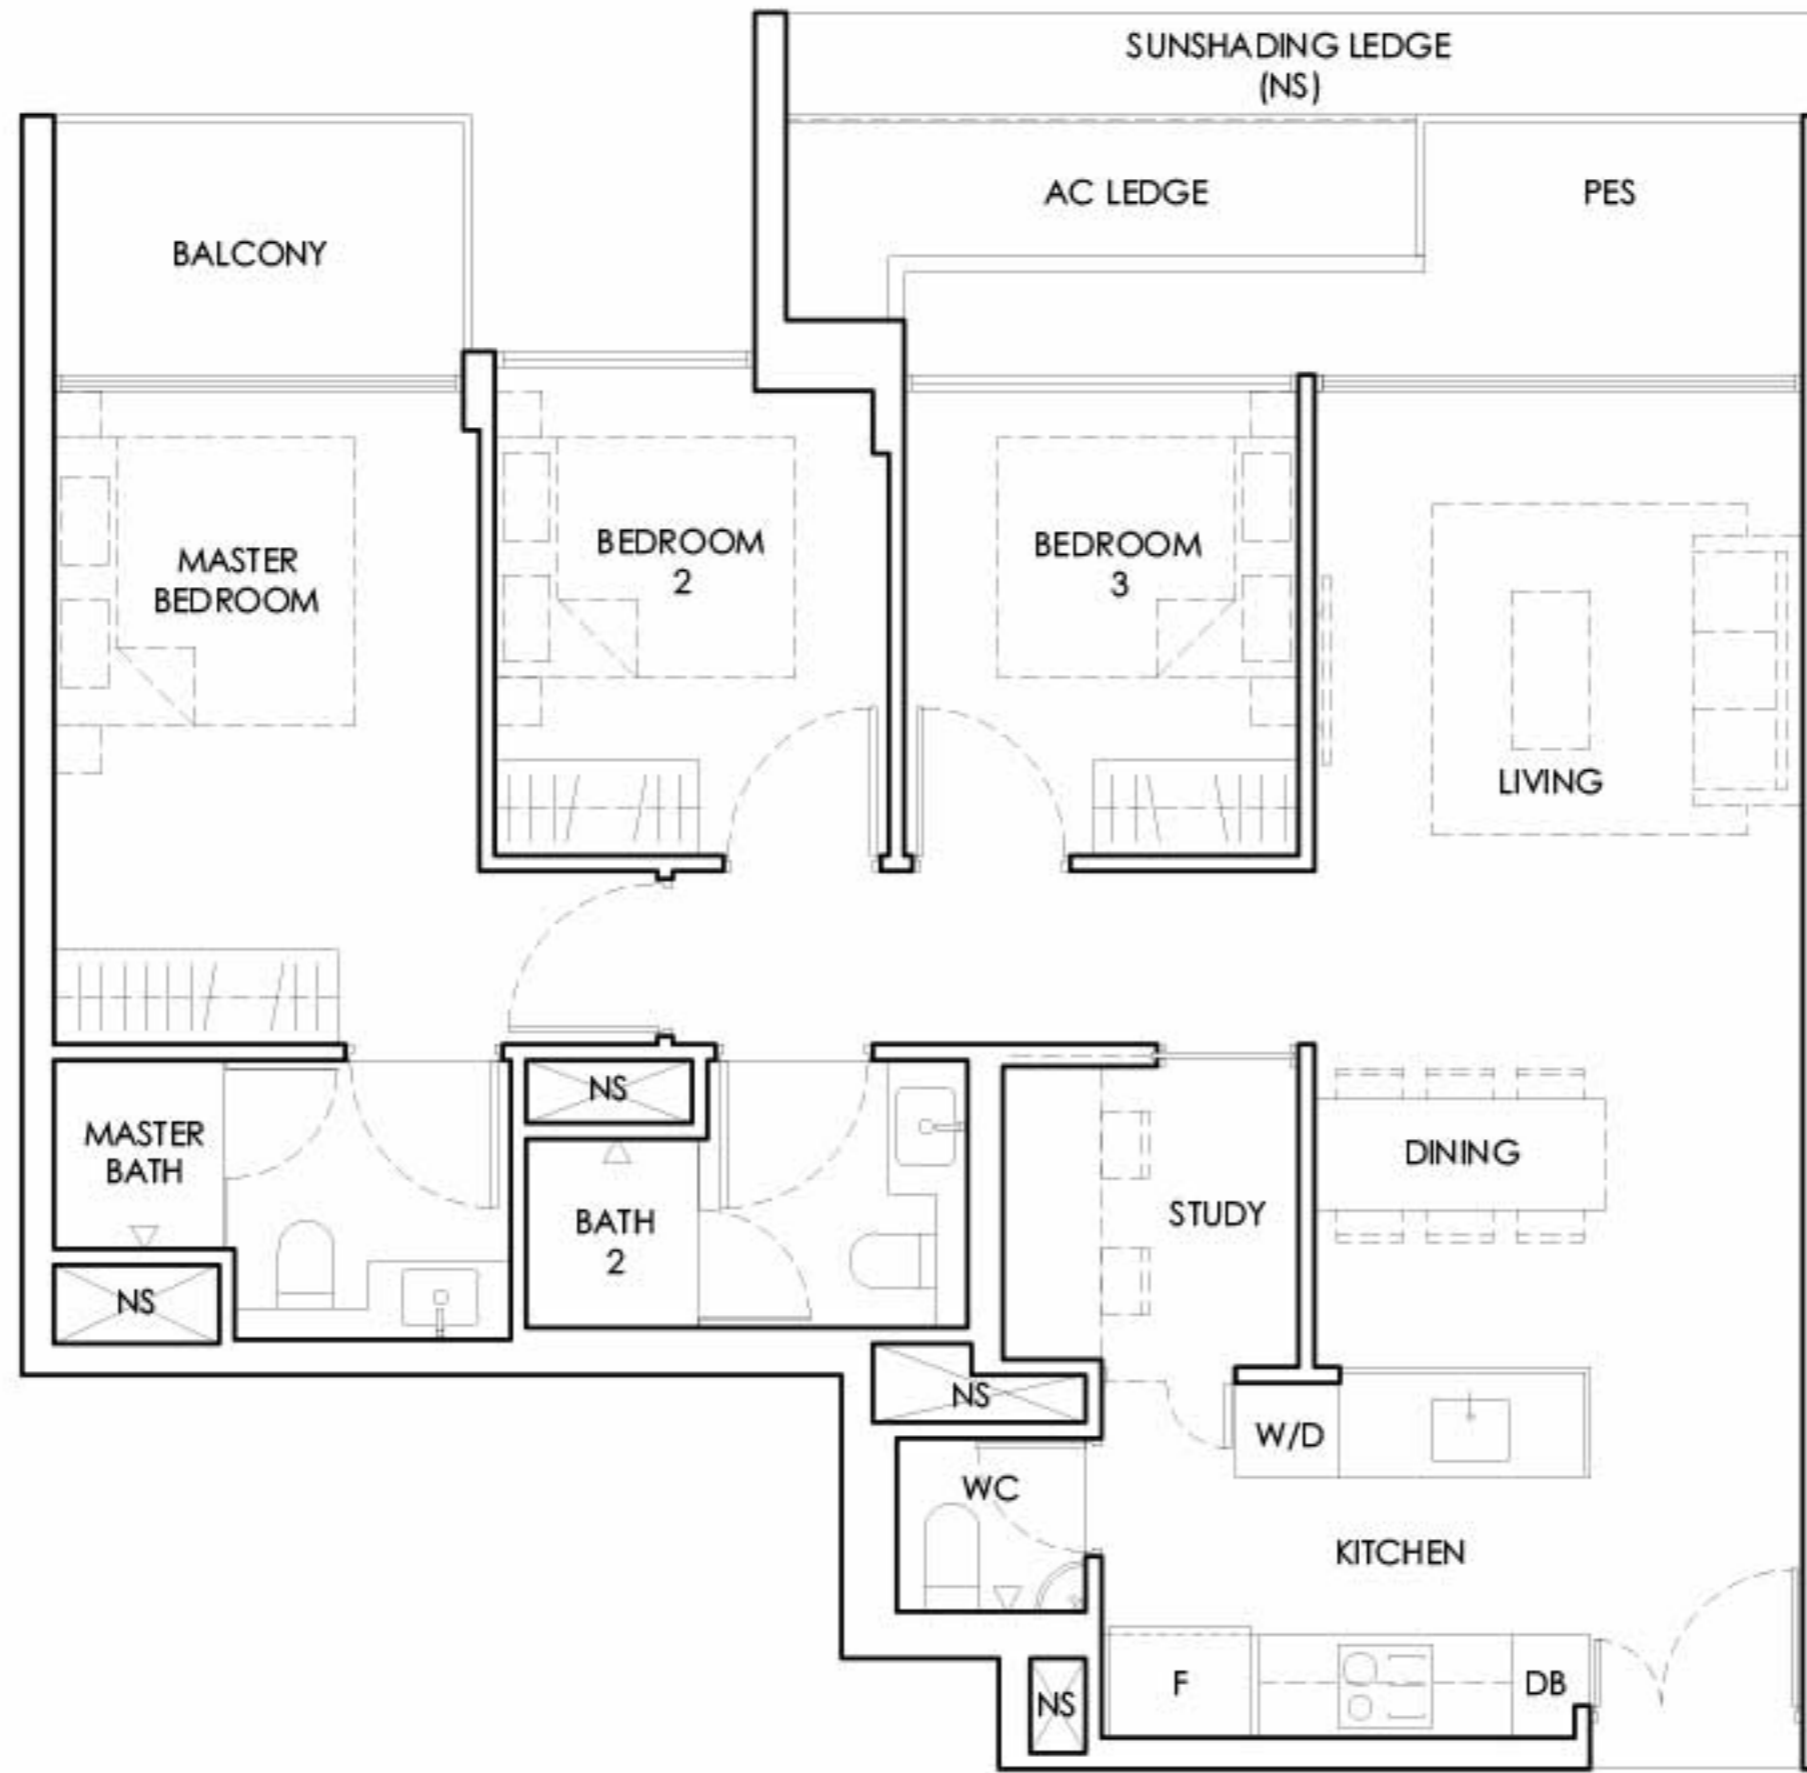 SUNSHADING LEDGE
(NS)
AC LEDGE
PES
BALCONY
MASTER
BEDROOM
BEDROOM
2
BEDROOM
3
LIVING
NS
MASTER
BATH
DINING
BATH
2
STUDY
NS
NS
W/D
WC
KITCHEN
F
DB
NS